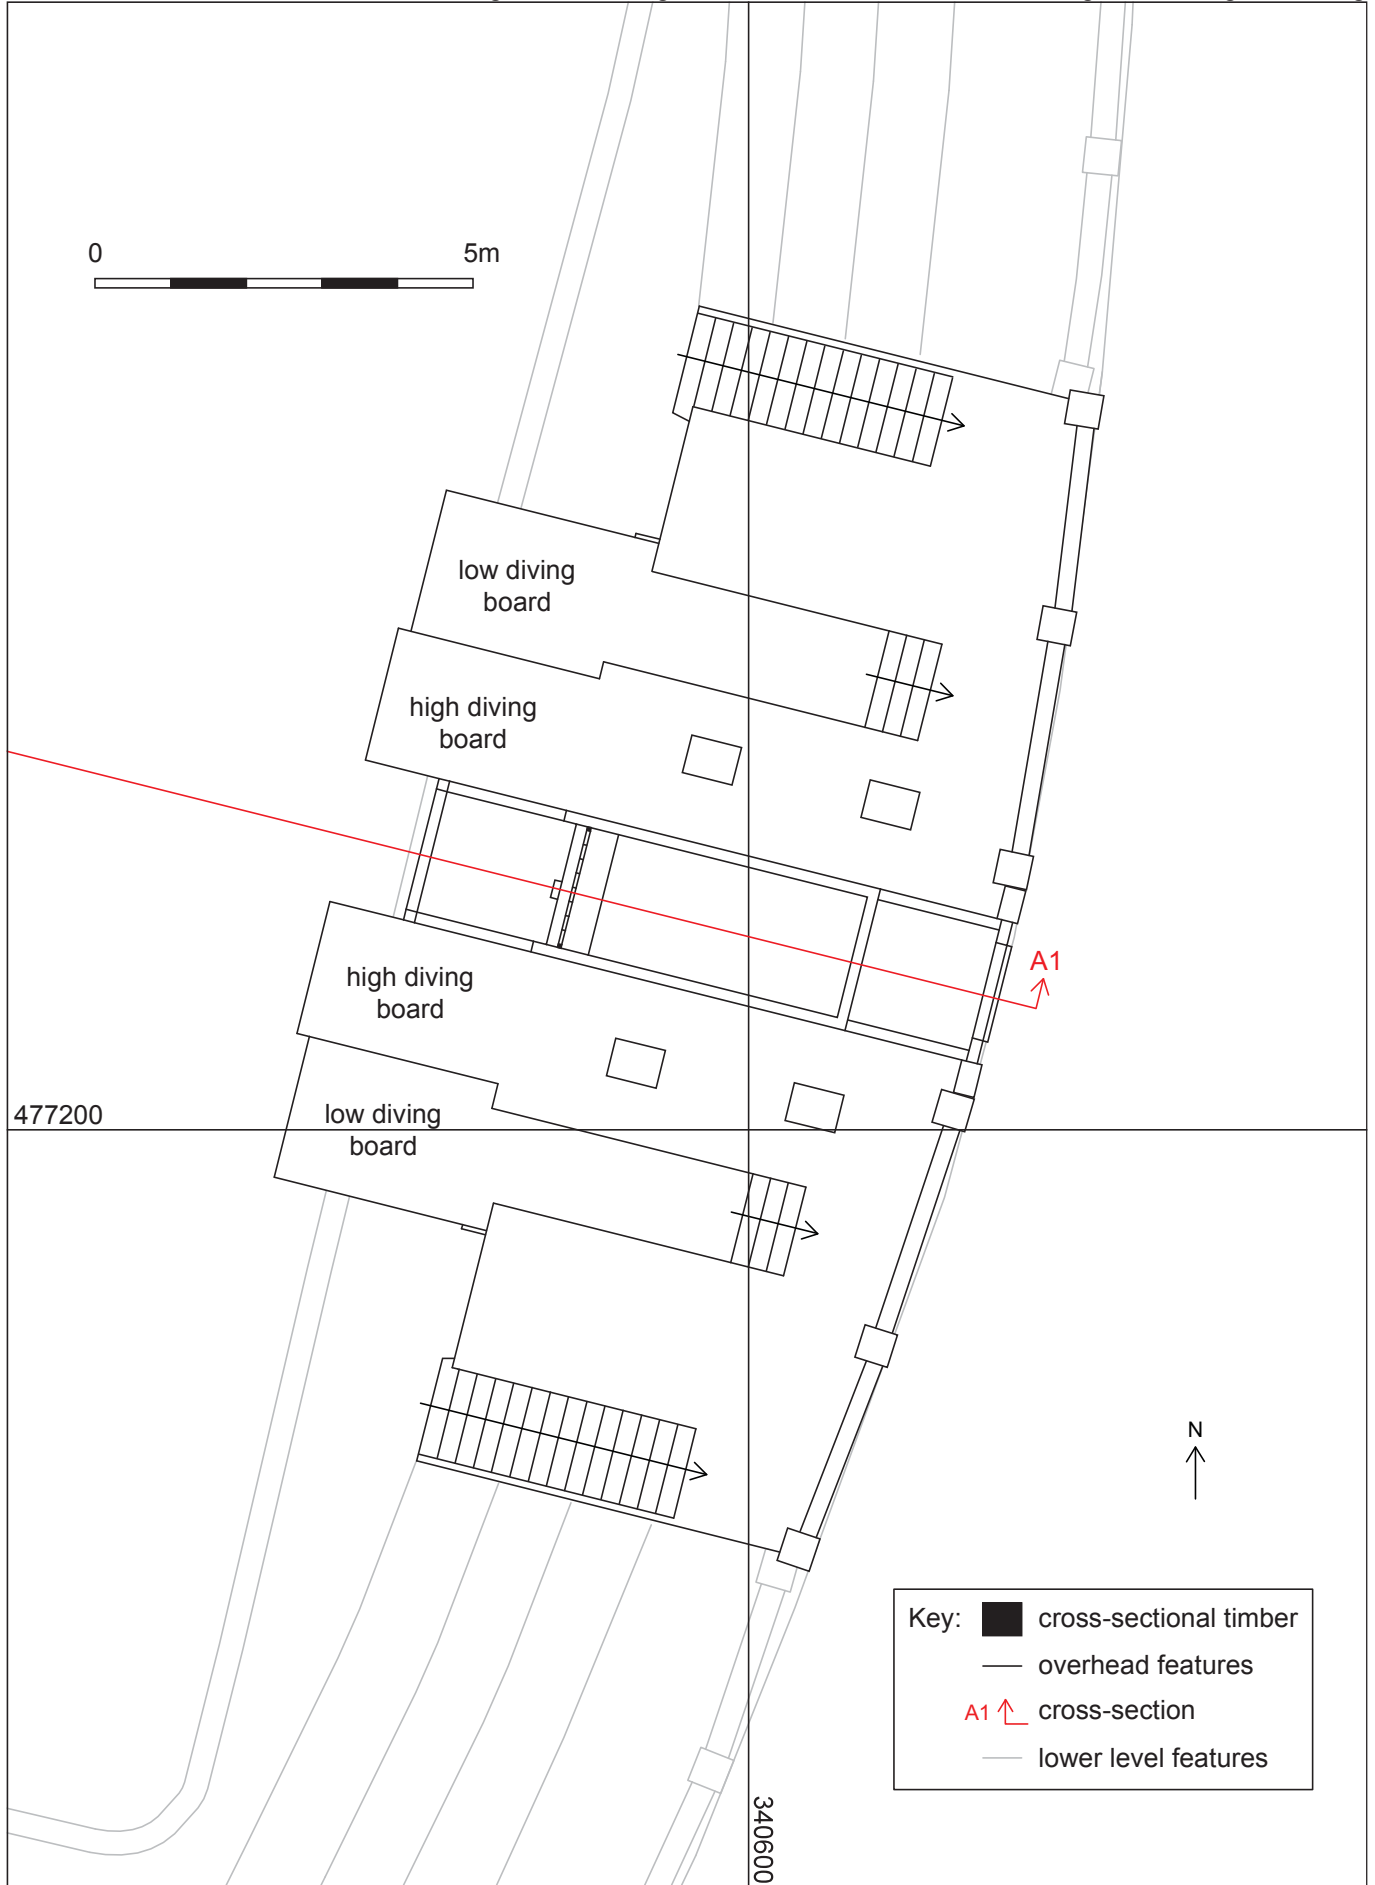 0 5m
low diving
board
high diving
board
A1
high diving
board
477200
low diving
board
N
Key:
cross-sectional timber
overhead features
A1 cross-section
lower level features
340600